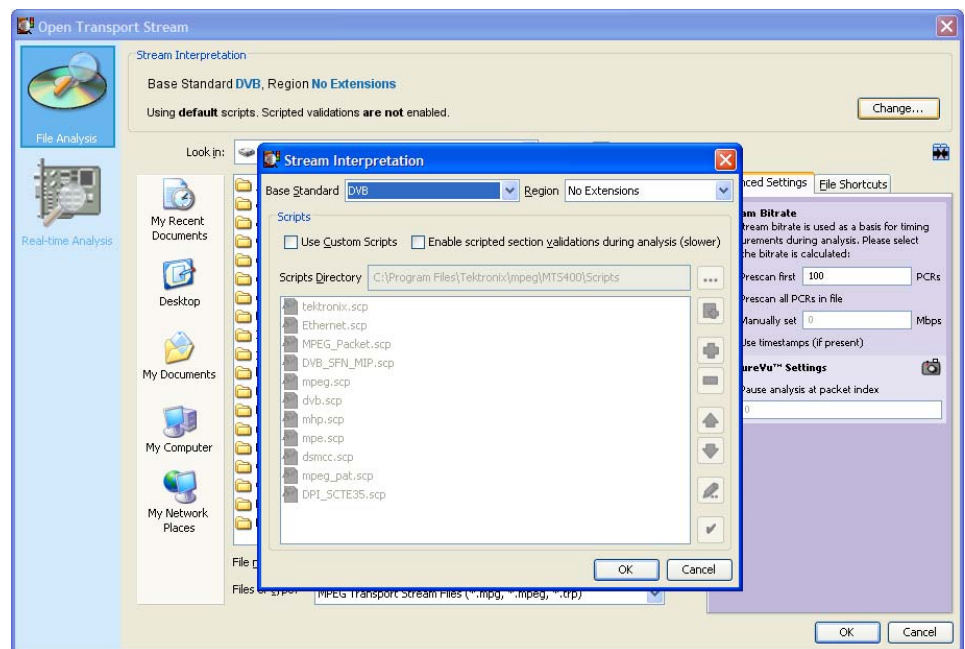 Open Transport Stream
Stream Interpretation
Base Standard DVB, Region No Extensions
Using default scripts. Scripted validations are not enabled.
Change...
File Analysis
Real-time Analysis
Look in:
My Recent
Documents
Desktop
My Documents
My Computer
My Network
Places
Stream Interpretation
Base Standard DVB Region No Extensions
Scripts
Use Custom Scripts Enable scripted section validations during analysis (slower)
Scripts Directory C:\Program Files\Tektronix\mpeg\MTS400\Scripts ...
tektronix.scp
Ethernet.scp
MPEG_Packet.scp
DVB_SFN_MIP.scp
mpeg.scp
dvb.scp
mhp.scp
mpe.scp
dsmcc.scp
mpeg_pat.scp
DPI_SCTE35.scp
OK Cancel
File
Files
MPEG Transport Stream Files (*.mpg, *.mpeg, *.trp)
Settings File Shortcuts
Bitrate
bitrate is used as a basis for timing
during analysis. Please select
the bitrate is calculated:
Prescan first 100 PCRs
Prescan all PCRs in file
Manually set 0 Mbps
Use timestamps (if present)
Settings
Pause analysis at packet index
0
OK Cancel